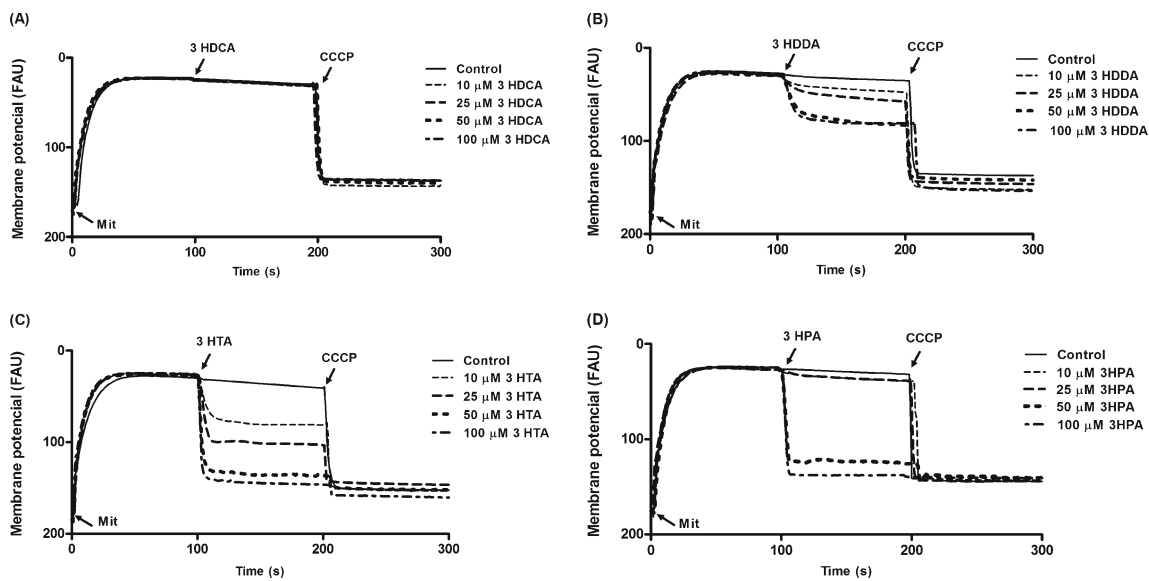 (A)
3 HDCA
CCCP
Membrane potencial (FAU)
0
100
200
Mit
0
100
200
300
Time (s)
Control
10 µM 3 HDCA
25 µM 3 HDCA
50 µM 3 HDCA
100 µM 3 HDCA
(B)
3 HDDA
CCCP
Membrane potencial (FAU)
0
100
200
Mit
0
100
200
300
Time (s)
Control
10 µM 3 HDDA
25 µM 3 HDDA
50 µM 3 HDDA
100 µM 3 HDDA
(C)
3 HTA
CCCP
Membrane potencial (FAU)
0
100
200
Mit
0
100
200
300
Time (s)
Control
10 µM 3 HTA
25 µM 3 HTA
50 µM 3 HTA
100 µM 3 HTA
(D)
3 HPA
CCCP
Membrane potencial (FAU)
0
100
200
Mit
0
100
200
300
Time (s)
Control
10 µM 3HPA
25 µM 3HPA
50 µM 3HPA
100 µM 3HPA